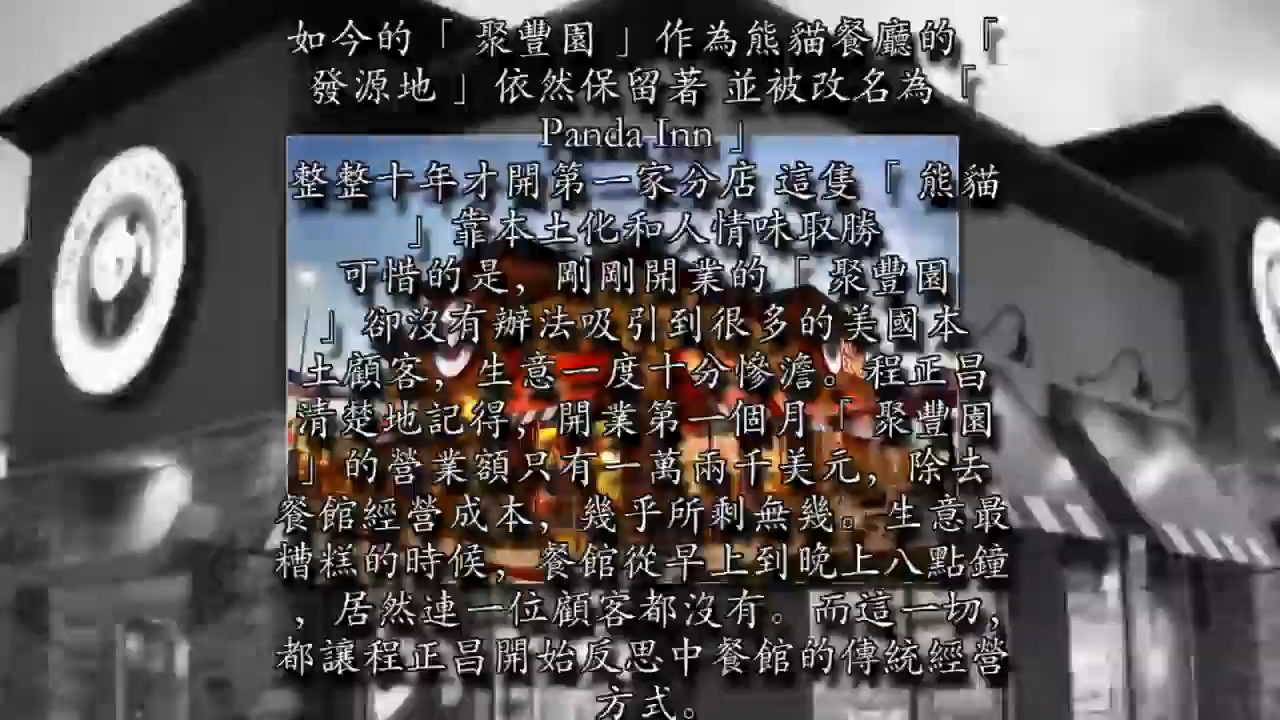 如今的「 聚豐園 」作為熊貓餐廳的「
發源地 」依然保留著 並被改名為「
Panda Inn 」
整整十年才開第一家分店 這隻「 熊貓
」靠本土化和人情味取勝
可惜的是，剛剛開業的「 聚豐園
」卻沒有辦法吸引到很多的美國本
土顧客，生意一度十分慘澹。程正昌
清楚地記得，開業第一個月「 聚豐園
」的營業額只有一萬兩千美元，除去
餐館經營成本，幾乎所剩無幾。生意最
糟糕的時候，餐館從早上到晚上八點鐘
，居然連一位顧客都沒有。而這一切，
都讓程正昌開始反思中餐館的傳統經營
方式。